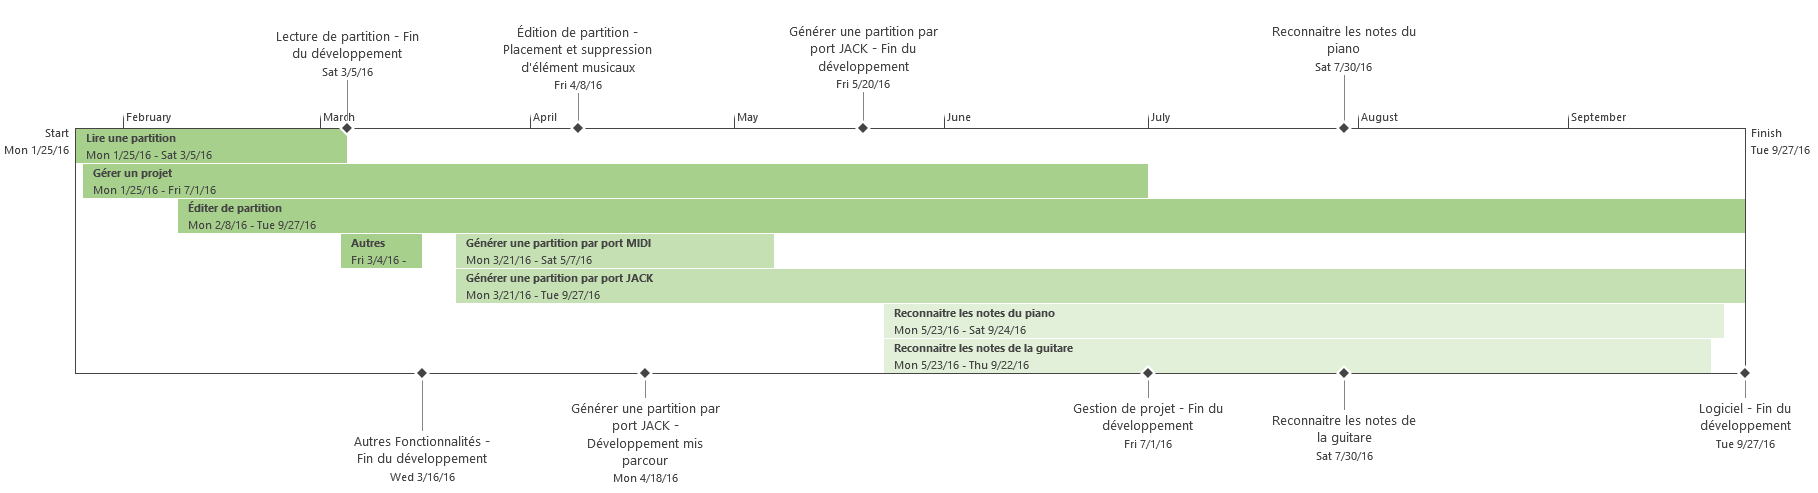 Lecture de partition - Fin
du développement
Sat 3/5/16
Édition de partition -
Placement et suppression
d'élément musicaux
Fri 4/8/16
Générer une partition par
port JACK - Fin du
développement
Fri 5/20/16
Reconnaitre les notes du
piano
Sat 7/30/16
February
March
April
May
June
July
August
September
Start
Mon 1/25/16
Finish
Tue 9/27/16
Lire une partition
Mon 1/25/16 - Sat 3/5/16
Gérer un projet
Mon 1/25/16 - Fri 7/1/16
Éditer de partition
Mon 2/8/16 - Tue 9/27/16
Autres
Fri 3/4/16 -
Générer une partition par port MIDI
Mon 3/21/16 - Sat 5/7/16
Générer une partition par port JACK
Mon 3/21/16 - Tue 9/27/16
Reconnaitre les notes du piano
Mon 5/23/16 - Sat 9/24/16
Reconnaitre les notes de la guitare
Mon 5/23/16 - Thu 9/22/16
Autres Fonctionnalités -
Fin du développement
Wed 3/16/16
Générer une partition par
port JACK -
Développement mis
parcour
Mon 4/18/16
Gestion de projet - Fin du
développement
Fri 7/1/16
Reconnaitre les notes de
la guitare
Sat 7/30/16
Logiciel - Fin du
développement
Tue 9/27/16